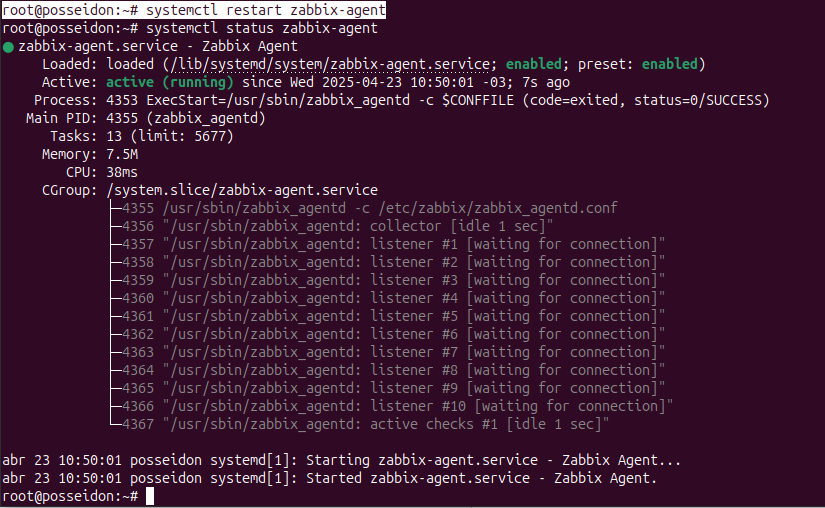 root@posseidon:~# systemctl restart zabbix-agent
root@posseidon:~# systemctl status zabbix-agent
● zabbix-agent.service - Zabbix Agent
     Loaded: loaded (/lib/systemd/system/zabbix-agent.service; enabled; preset: enabled)
     Active: active (running) since Wed 2025-04-23 10:50:01 -03; 7s ago
    Process: 4353 ExecStart=/usr/sbin/zabbix_agentd -c $CONFFILE (code=exited, status=0/SUCCESS)
   Main PID: 4355 (zabbix_agentd)
      Tasks: 13 (limit: 5677)
     Memory: 7.5M
        CPU: 38ms
     CGroup: /system.slice/zabbix-agent.service
             ├─4355 /usr/sbin/zabbix_agentd -c /etc/zabbix/zabbix_agentd.conf
             ├─4356 "/usr/sbin/zabbix_agentd: collector [idle 1 sec]"
             ├─4357 "/usr/sbin/zabbix_agentd: listener #1 [waiting for connection]"
             ├─4358 "/usr/sbin/zabbix_agentd: listener #2 [waiting for connection]"
             ├─4359 "/usr/sbin/zabbix_agentd: listener #3 [waiting for connection]"
             ├─4360 "/usr/sbin/zabbix_agentd: listener #4 [waiting for connection]"
             ├─4361 "/usr/sbin/zabbix_agentd: listener #5 [waiting for connection]"
             ├─4362 "/usr/sbin/zabbix_agentd: listener #6 [waiting for connection]"
             ├─4363 "/usr/sbin/zabbix_agentd: listener #7 [waiting for connection]"
             ├─4364 "/usr/sbin/zabbix_agentd: listener #8 [waiting for connection]"
             ├─4365 "/usr/sbin/zabbix_agentd: listener #9 [waiting for connection]"
             ├─4366 "/usr/sbin/zabbix_agentd: listener #10 [waiting for connection]"
             └─4367 "/usr/sbin/zabbix_agentd: active checks #1 [idle 1 sec]"

abr 23 10:50:01 posseidon systemd[1]: Starting zabbix-agent.service - Zabbix Agent...
abr 23 10:50:01 posseidon systemd[1]: Started zabbix-agent.service - Zabbix Agent.
root@posseidon:~#